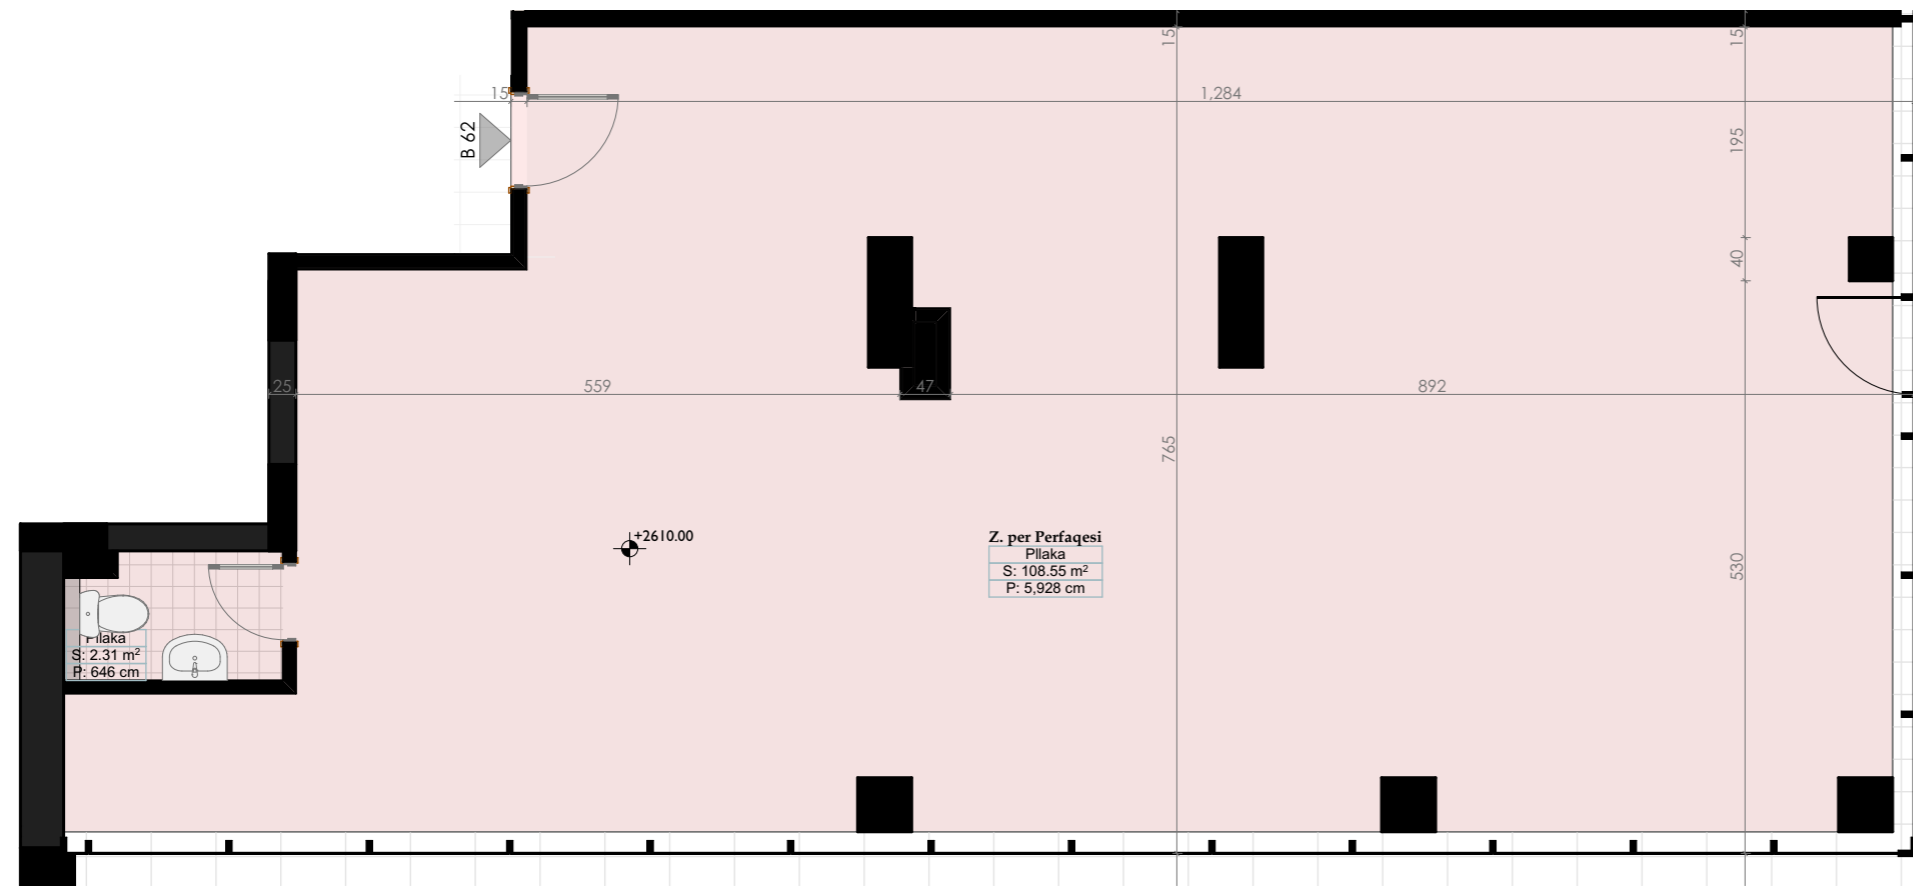 15
15
15
1,284
B 62
195
40
25
559
47
892
765
+2610.00
Z. per Perfaqesi
Pllaka
S: 108.55 m²
P: 5,928 cm
530
Pllaka
S: 2.31 m²
P: 646 cm